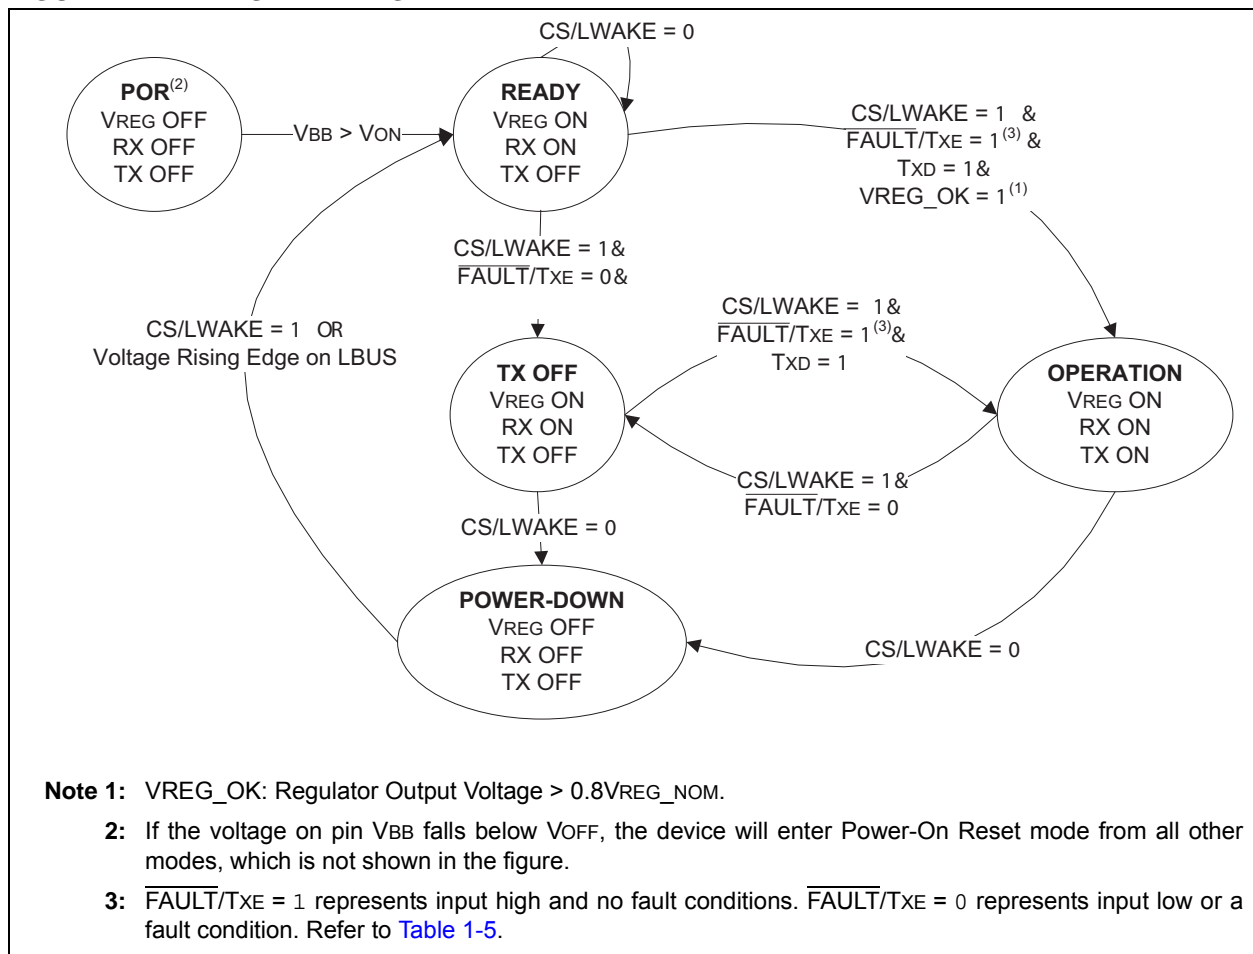 CS/LWAKE = 0
POR(2)
VREG OFF
RX OFF
TX OFF
VBB > VON
READY
VREG ON
RX ON
TX OFF
CS/LWAKE = 1 &
FAULT/TXE = 1(3) &
TXD = 1&
VREG_OK = 1(1)
CS/LWAKE = 1&
FAULT/TXE = 0&
CS/LWAKE = 1 OR
Voltage Rising Edge on LBUS
CS/LWAKE = 1&
FAULT/TXE = 1(3)&
TXD = 1
TX OFF
VREG ON
RX ON
TX OFF
OPERATION
VREG ON
RX ON
TX ON
CS/LWAKE = 1&
FAULT/TXE = 0
CS/LWAKE = 0
POWER-DOWN
VREG OFF
RX OFF
TX OFF
CS/LWAKE = 0
Note 1: VREG_OK: Regulator Output Voltage > 0.8VREG_NOM.
2: If the voltage on pin VBB falls below VOFF, the device will enter Power-On Reset mode from all other
modes, which is not shown in the figure.
3: FAULT/TXE = 1 represents input high and no fault conditions. FAULT/TXE = 0 represents input low or a
fault condition. Refer to Table 1-5.